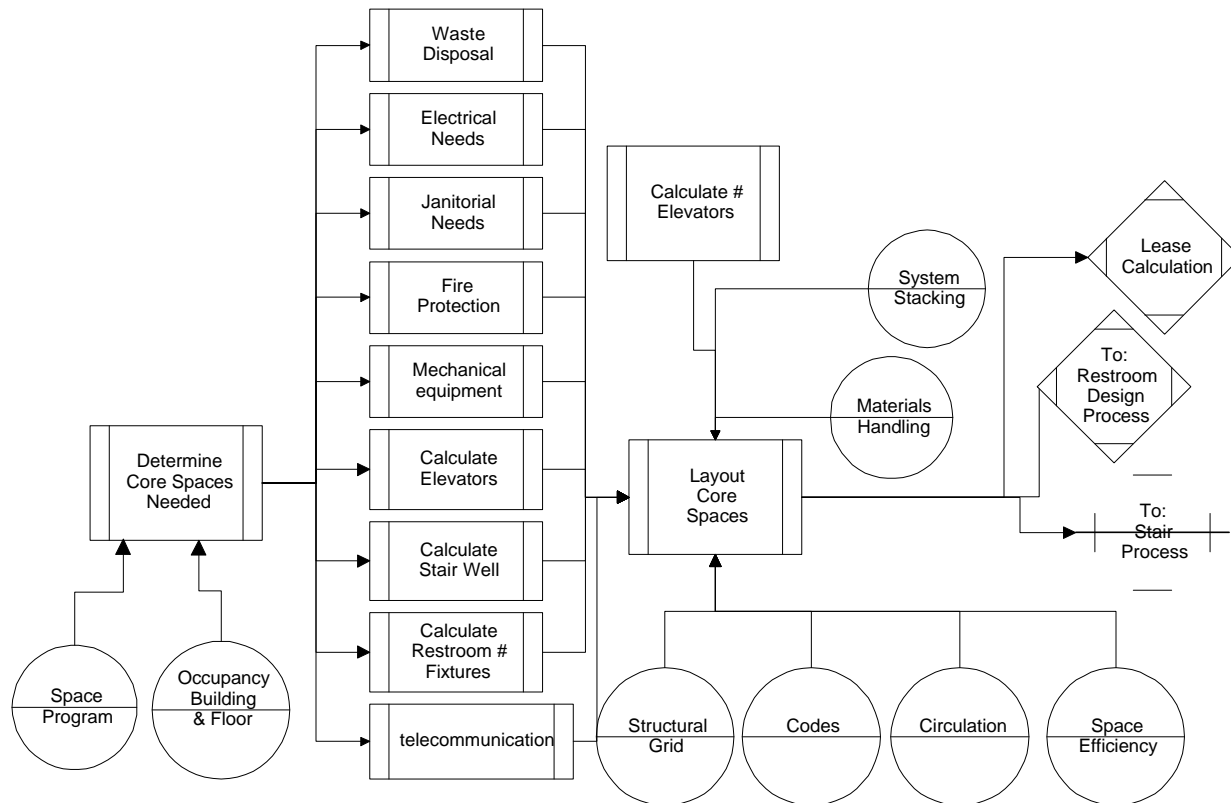 Waste
Disposal
Electrical
Needs
Janitorial
Needs
Fire
Protection
Mechanical
equipment
Calculate
Elevators
Calculate
Stair Well
Calculate
Restroom #
Fixtures
telecommunication
Determine
Core Spaces
Needed
Space
Program
Occupancy
Building
& Floor
Calculate #
Elevators
System
Stacking
Materials
Handling
Layout
Core
Spaces
Structural
Grid
Codes
Circulation
Space
Efficiency
Lease
Calculation
To:
Restroom
Design
Process
To:
Stair
Process